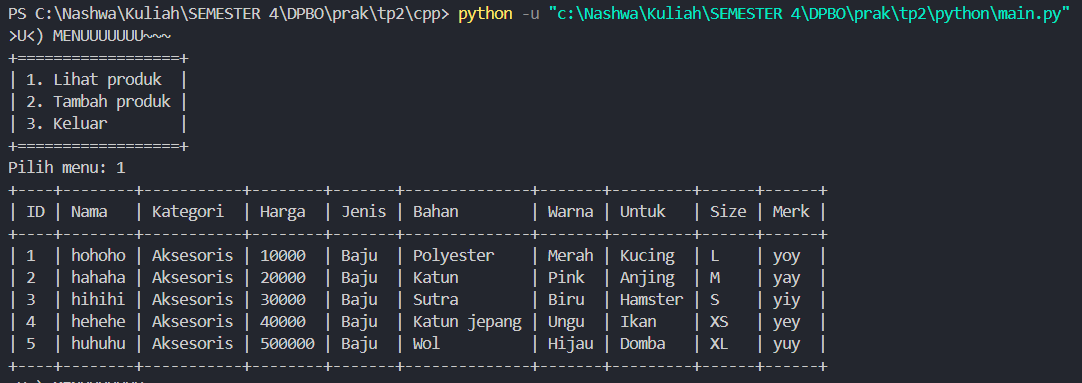 PS C:\Nashwa\Kuliah\SEMESTER 4\DPBO\prak\tp2\cpp> python -u "c:\Nashwa\Kuliah\SEMESTER 4\DPBO\prak\tp2\python\main.py"
>U<) MENUUUUUUU~~~
+==================+
| 1. Lihat produk  |
| 2. Tambah produk |
| 3. Keluar        |
+==================+
Pilih menu: 1
+----+--------+-----------+--------+-------+--------------+-------+---------+------+------+
| ID | Nama   | Kategori  | Harga  | Jenis | Bahan        | Warna | Untuk   | Size | Merk |
+----+--------+-----------+--------+-------+--------------+-------+---------+------+------+
| 1  | hohoho | Aksesoris | 10000  | Baju  | Polyester    | Merah | Kucing  | L    | yoy  |
| 2  | hahaha | Aksesoris | 20000  | Baju  | Katun        | Pink  | Anjing  | M    | yay  |
| 3  | hihihi | Aksesoris | 30000  | Baju  | Sutra        | Biru  | Hamster | S    | yiy  |
| 4  | hehehe | Aksesoris | 40000  | Baju  | Katun jepang | Ungu  | Ikan    | XS   | yey  |
| 5  | huhuhu | Aksesoris | 500000 | Baju  | Wol          | Hijau | Domba   | XL   | yuy  |
+----+--------+-----------+--------+-------+--------------+-------+---------+------+------+